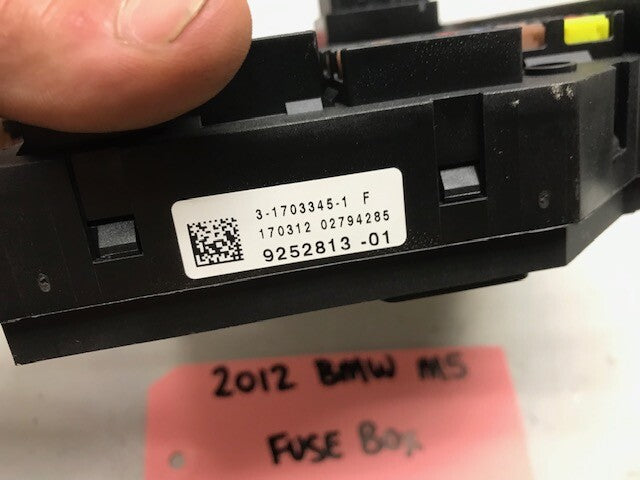 3-1703345-1 F
170312 02794285
9252813 -01
2012 BMW M5
FUSE BOX